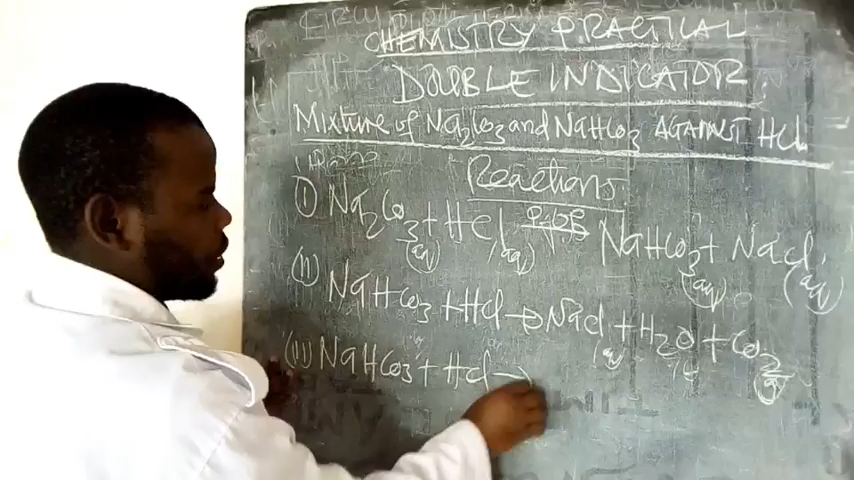 CHEMISTRY PRACTICAL
DOUBLE INDICATOR
Mixture of Na2CO3 and NaHCO3 AGAINST HCl
Reactions
(i) Na2CO3(aq) + HCl(aq) P.O.P NaHCO3(aq) + NaCl(aq)
(ii) NaHCO3 + HCl → NaCl(aq) + H2O + CO2(g)
(iii) NaHCO3 + HCl →